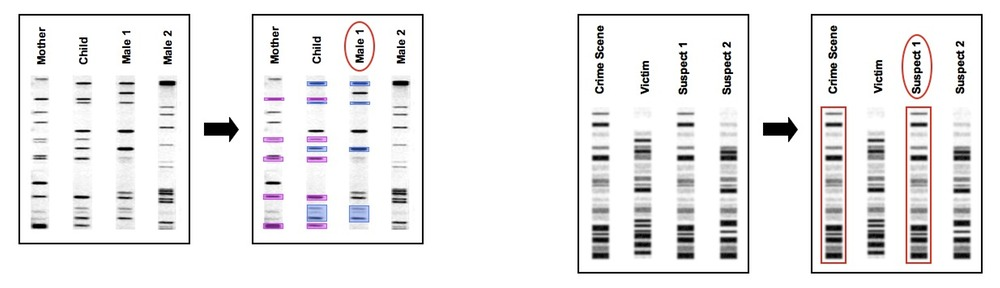 Mother
Child
Male 1
Male 2
Mother
Child
Male 1
Male 2
Crime Scene
Victim
Suspect 1
Suspect 2
Crime Scene
Victim
Suspect 1
Suspect 2